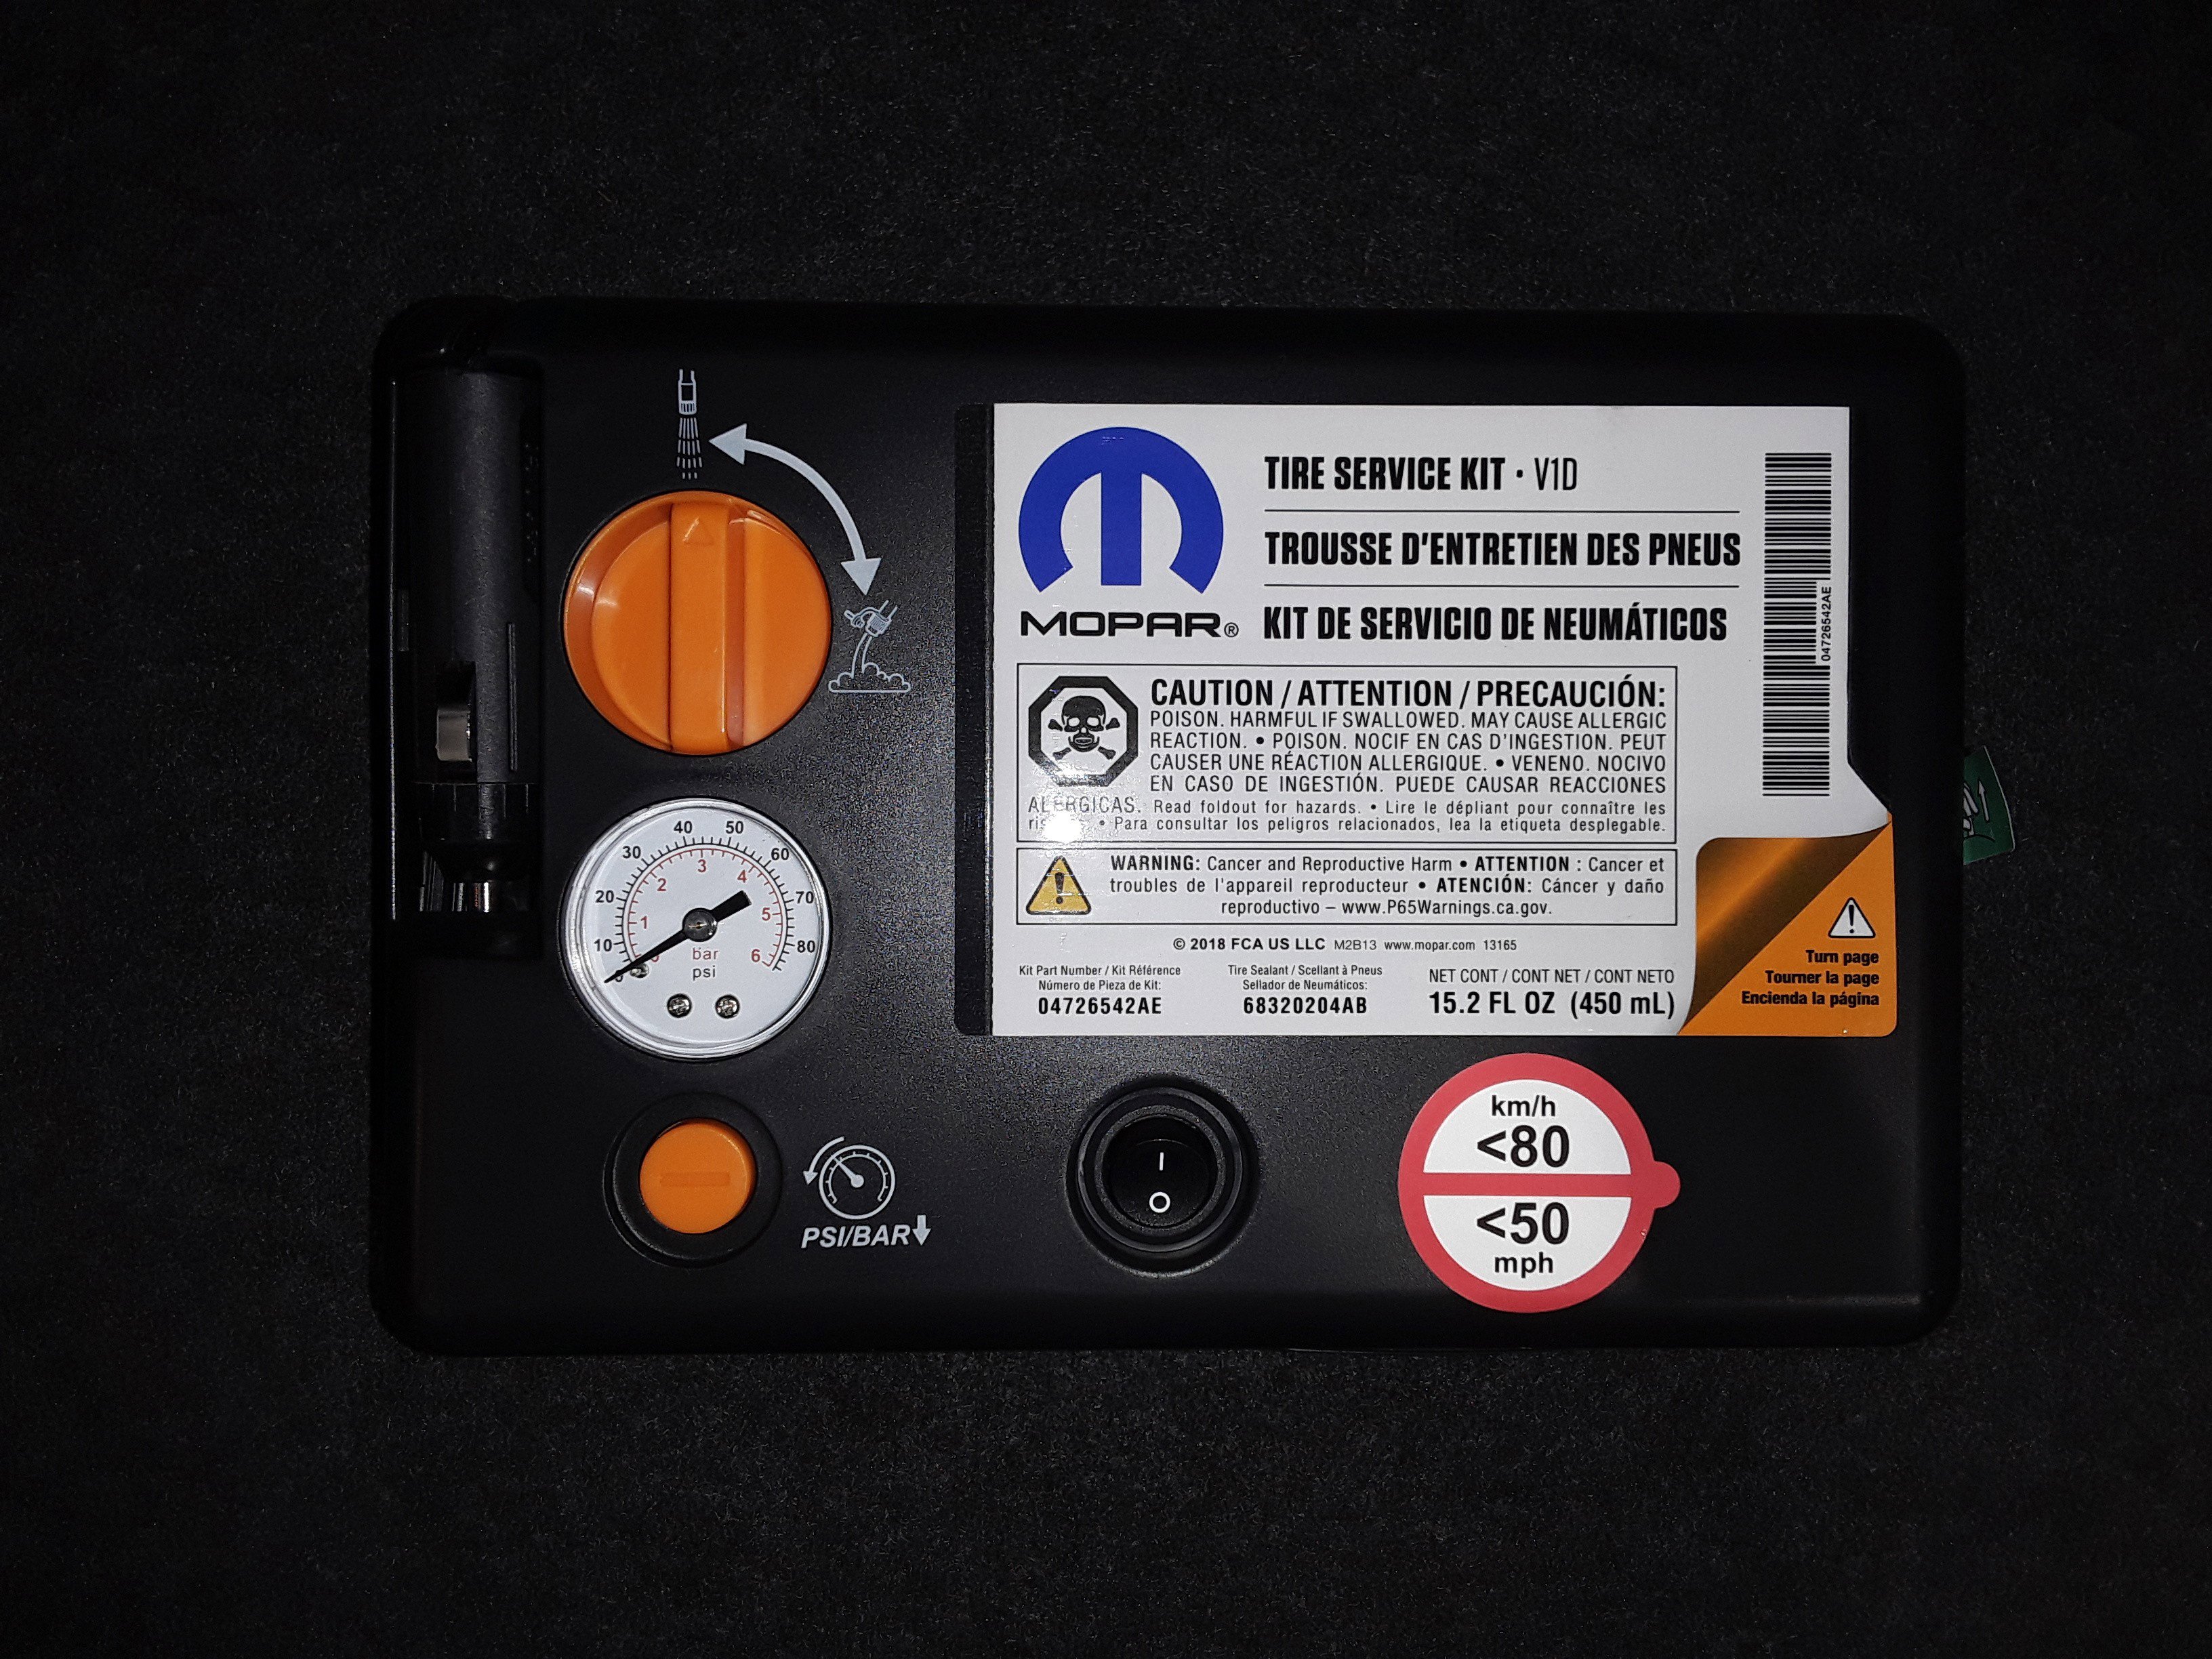 TIRE SERVICE KIT • V1D
TROUSSE D'ENTRETIEN DES PNEUS
MOPAR® KIT DE SERVICIO DE NEUMÁTICOS
04726542AE
CAUTION / ATTENTION / PRECAUCIÓN:
POISON. HARMFUL IF SWALLOWED. MAY CAUSE ALLERGIC
REACTION. • POISON. NOCIF EN CAS D'INGESTION. PEUT
CAUSER UNE RÉACTION ALLERGIQUE. • VENENO. NOCIVO
EN CASO DE INGESTIÓN. PUEDE CAUSAR REACCIONES
ALERGICAS. Read foldout for hazards. • Lire le dépliant pour connaître les
• Para consultar los peligros relacionados, lea la etiqueta desplegable.
WARNING: Cancer and Reproductive Harm • ATTENTION : Cancer et
troubles de l'appareil reproducteur • ATENCIÓN: Cáncer y daño
reproductivo – www.P65Warnings.ca.gov.
© 2018 FCA US LLC M2B13 www.mopar.com 13165
Kit Part Number / Kit Référence
Número de Pieza de Kit:
04726542AE
Tire Sealant / Scellant à Pneus
Sellador de Neumáticos:
68320204AB
NET CONT / CONT NET / CONT NETO
15.2 FL OZ (450 mL)
Turn page
Tourner la page
Encienda la página
10 20 30 40 50 60 70 80
1 2 3 4 5 6
bar
psi
PSI/BAR
I
O
km/h
<80
<50
mph